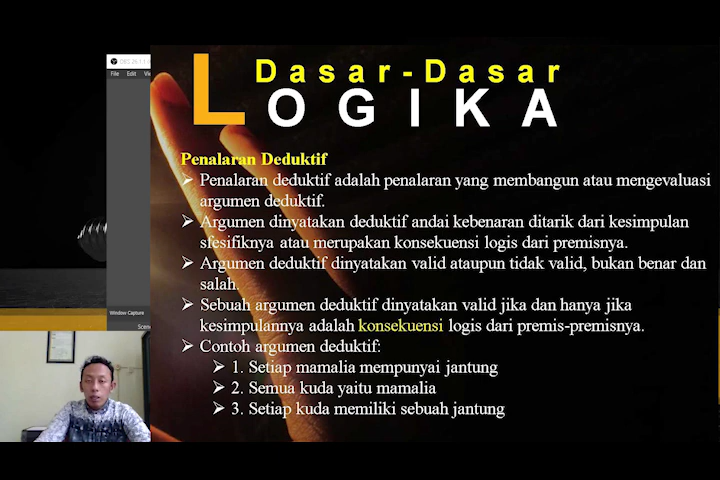 OBS 26.1.1
File Edit
Window Capture
Dasar-Dasar
LOGIKA
Penalaran Deduktif
➢ Penalaran deduktif adalah penalaran yang membangun atau mengevaluasi
argumen deduktif.
➢ Argumen dinyatakan deduktif andai kebenaran ditarik dari kesimpulan
sfesifiknya atau merupakan konsekuensi logis dari premisnya.
➢ Argumen deduktif dinyatakan valid ataupun tidak valid, bukan benar dan
salah.
➢ Sebuah argumen deduktif dinyatakan valid jika dan hanya jika
kesimpulannya adalah konsekuensi logis dari premis-premisnya.
➢ Contoh argumen deduktif:
➢ 1. Setiap mamalia mempunyai jantung
➢ 2. Semua kuda yaitu mamalia
➢ 3. Setiap kuda memiliki sebuah jantung